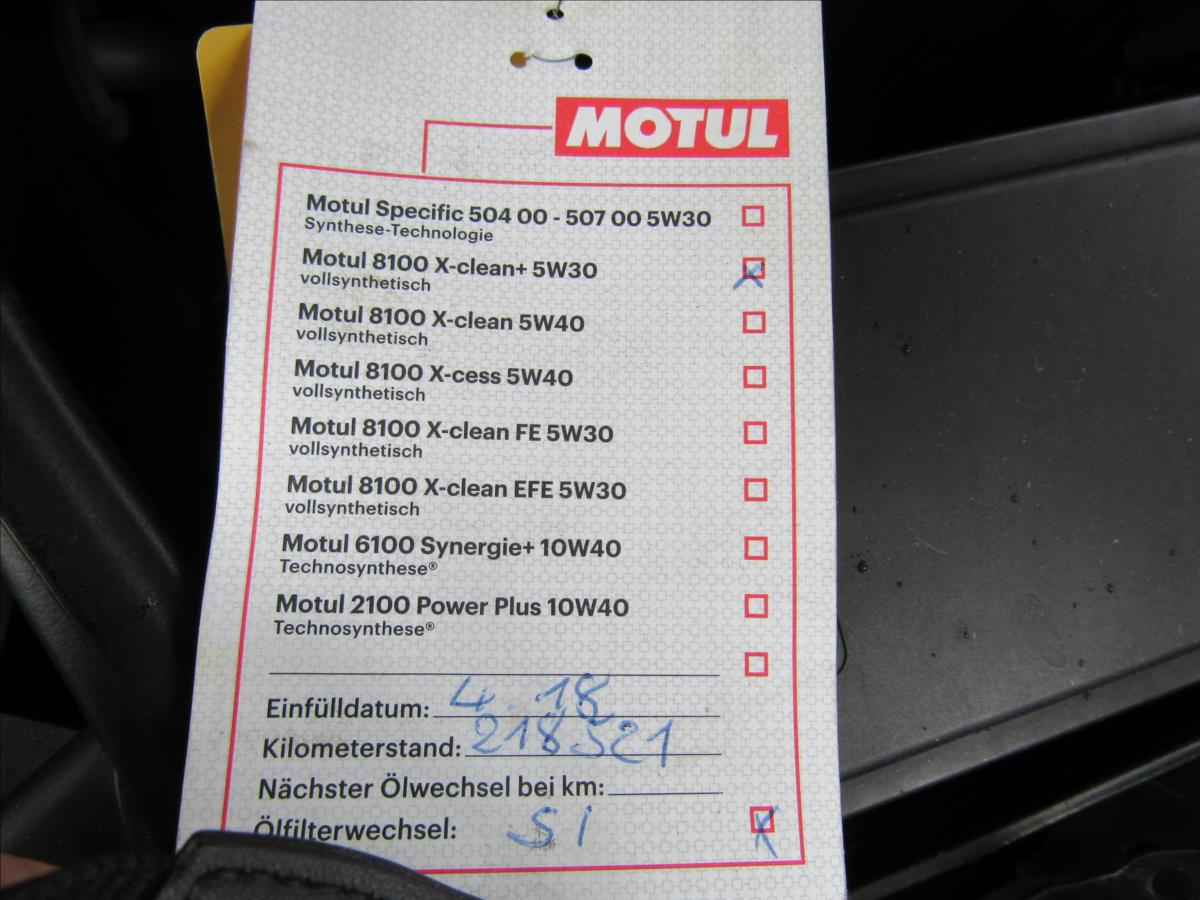 MOTUL
Motul Specific 504 00 - 507 00 5W30
Synthese-Technologie
Motul 8100 X-clean+ 5W30
vollsynthetisch
Motul 8100 X-clean 5W40
vollsynthetisch
Motul 8100 X-cess 5W40
vollsynthetisch
Motul 8100 X-clean FE 5W30
vollsynthetisch
Motul 8100 X-clean EFE 5W30
vollsynthetisch
Motul 6100 Synergie+ 10W40
Technosynthese®
Motul 2100 Power Plus 10W40
Technosynthese®
Einfülldatum: 4.18
Kilometerstand: 218521
Nächster Ölwechsel bei km:
Ölfilterwechsel: SI